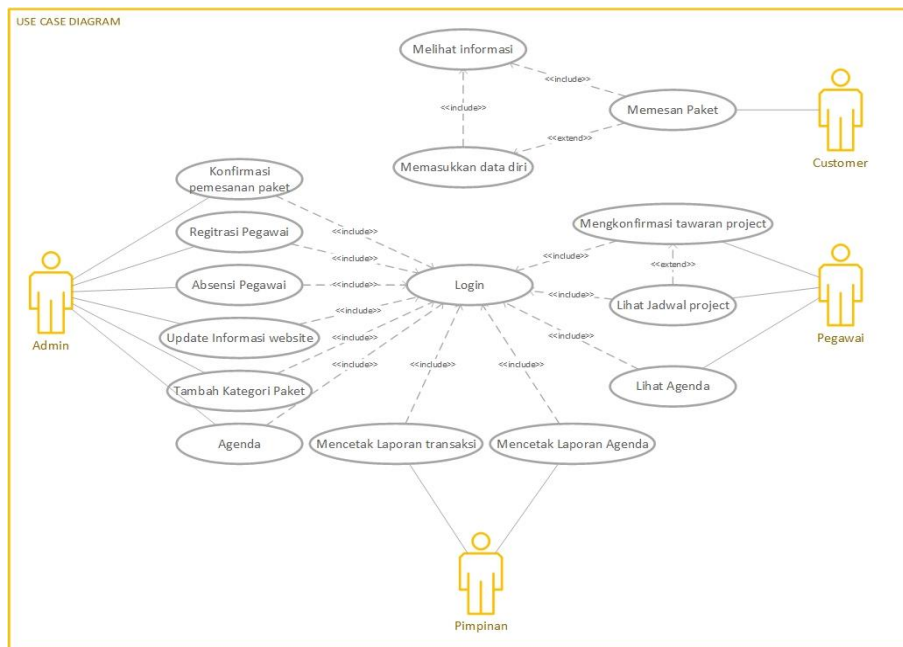 USE CASE DIAGRAM
Melihat informasi
<<include>>
Memesan Paket
<<include>>
<<extend>>
Customer
Memasukkan data diri
Konfirmasi
pemesanan paket
Regitrasi Pegawai
<<include>>
Mengkonfirmasi tawaran project
<<include>>
<<include>>
<<extend>>
Absensi Pegawai
<<include>>
Login
<<include>>
Lihat Jadwal project
Update Informasi website
<<include>>
Admin
Pegawai
<<include>>
<<include>>
<<include>>
<<include>>
<<include>>
<<include>>
Tambah Kategori Paket
Lihat Agenda
Agenda
Mencetak Laporan transaksi
Mencetak Laporan Agenda
Pimpinan